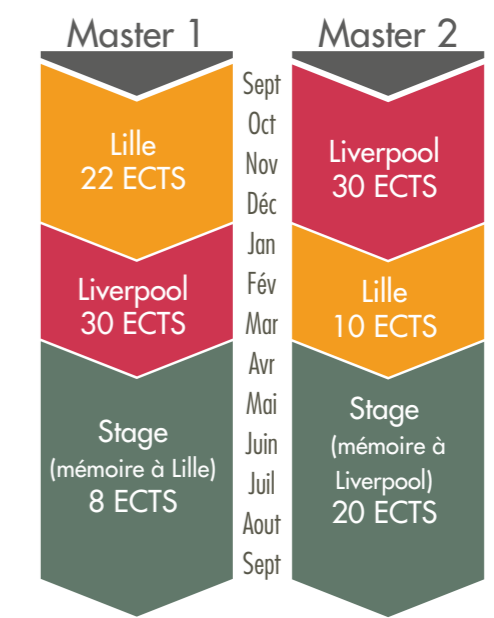 Master 1
Lille
22 ECTS
Liverpool
30 ECTS
Stage
(mémoire à Lille)
8 ECTS
Sept
Oct
Nov
Déc
Jan
Fév
Mar
Avr
Mai
Juin
Juil
Aout
Sept
Master 2
Liverpool
30 ECTS
Lille
10 ECTS
Stage
(mémoire à
Liverpool)
20 ECTS